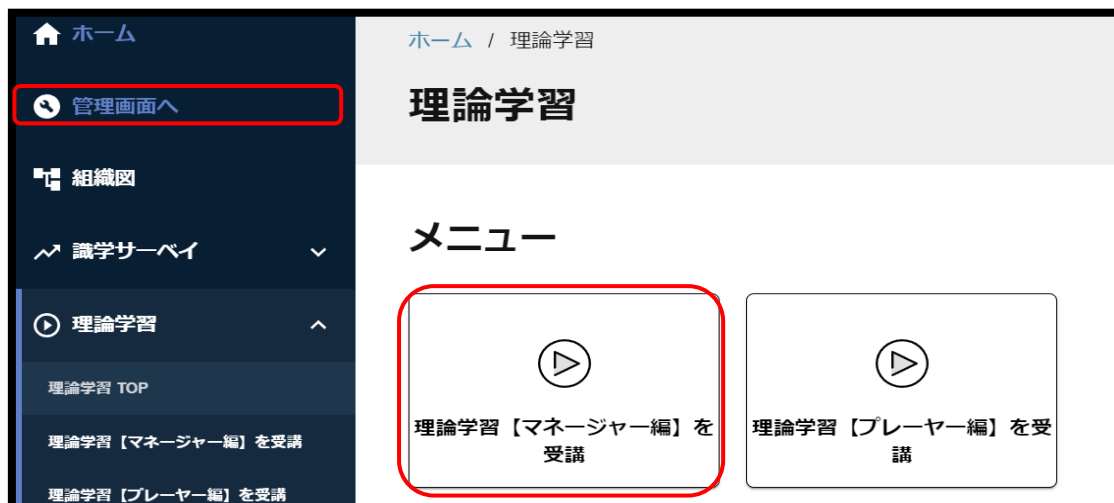 ホーム
管理画面へ
組織図
識学サーベイ
理論学習
理論学習 TOP
理論学習【マネージャー編】を受講
理論学習【プレーヤー編】を受講
ホーム / 理論学習
理論学習
メニュー
理論学習【マネージャー編】を
受講
理論学習【プレーヤー編】を受
講